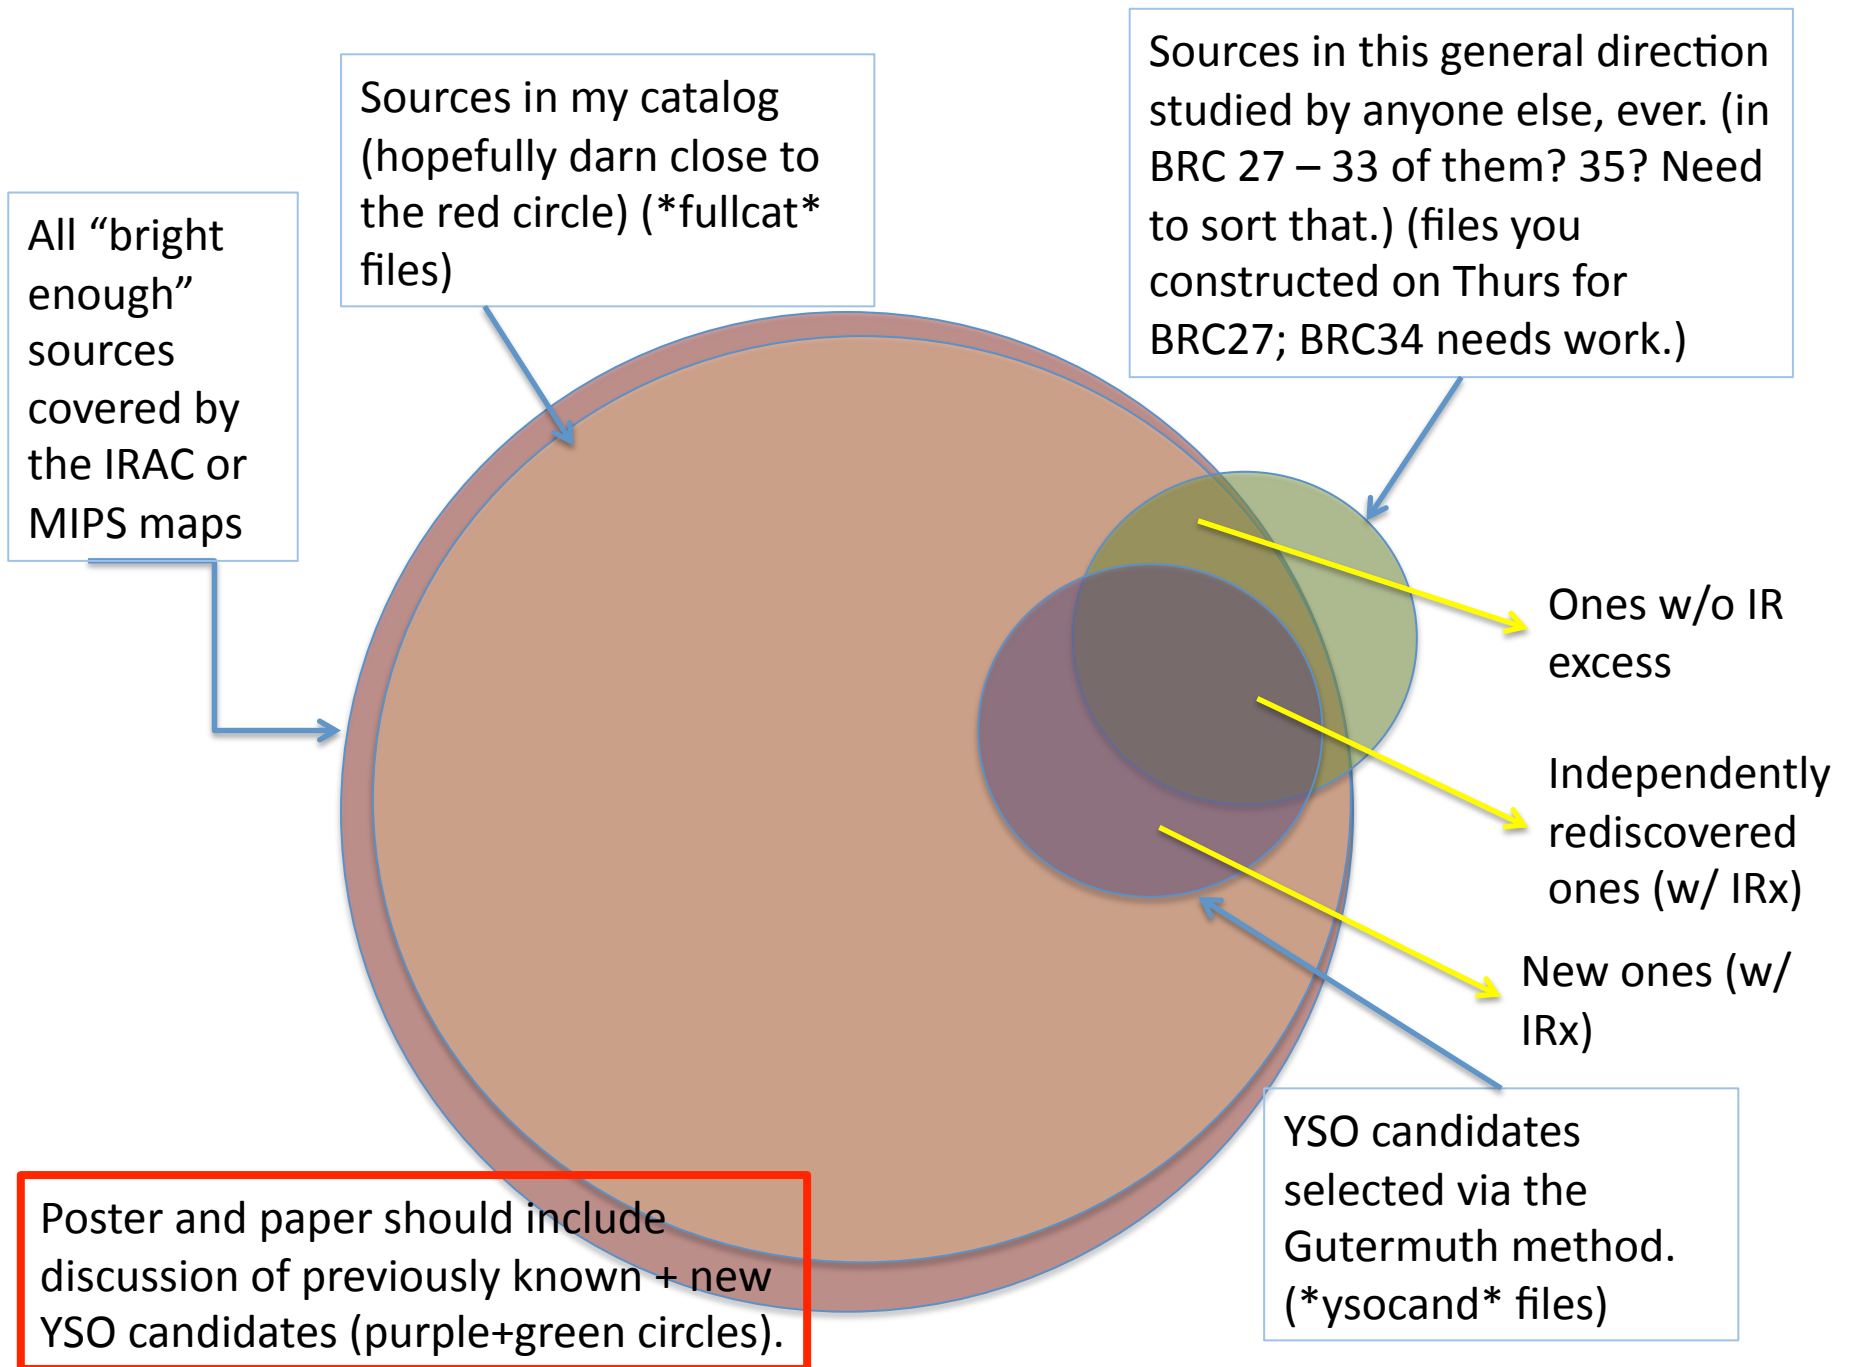 All “bright
enough”
sources
covered by
the IRAC or
MIPS maps
Sources in my catalog
(hopefully darn close to
the red circle) (*fullcat*
files)
Sources in this general direction
studied by anyone else, ever. (in
BRC 27 – 33 of them? 35? Need
to sort that.) (files you
constructed on Thurs for
BRC27; BRC34 needs work.)
Ones w/o IR
excess
Independently
rediscovered
ones (w/ IRx)
New ones (w/
IRx)
YSO candidates
selected via the
Gutermuth method.
(*ysocand* files)
Poster and paper should include
discussion of previously known + new
YSO candidates (purple+green circles).